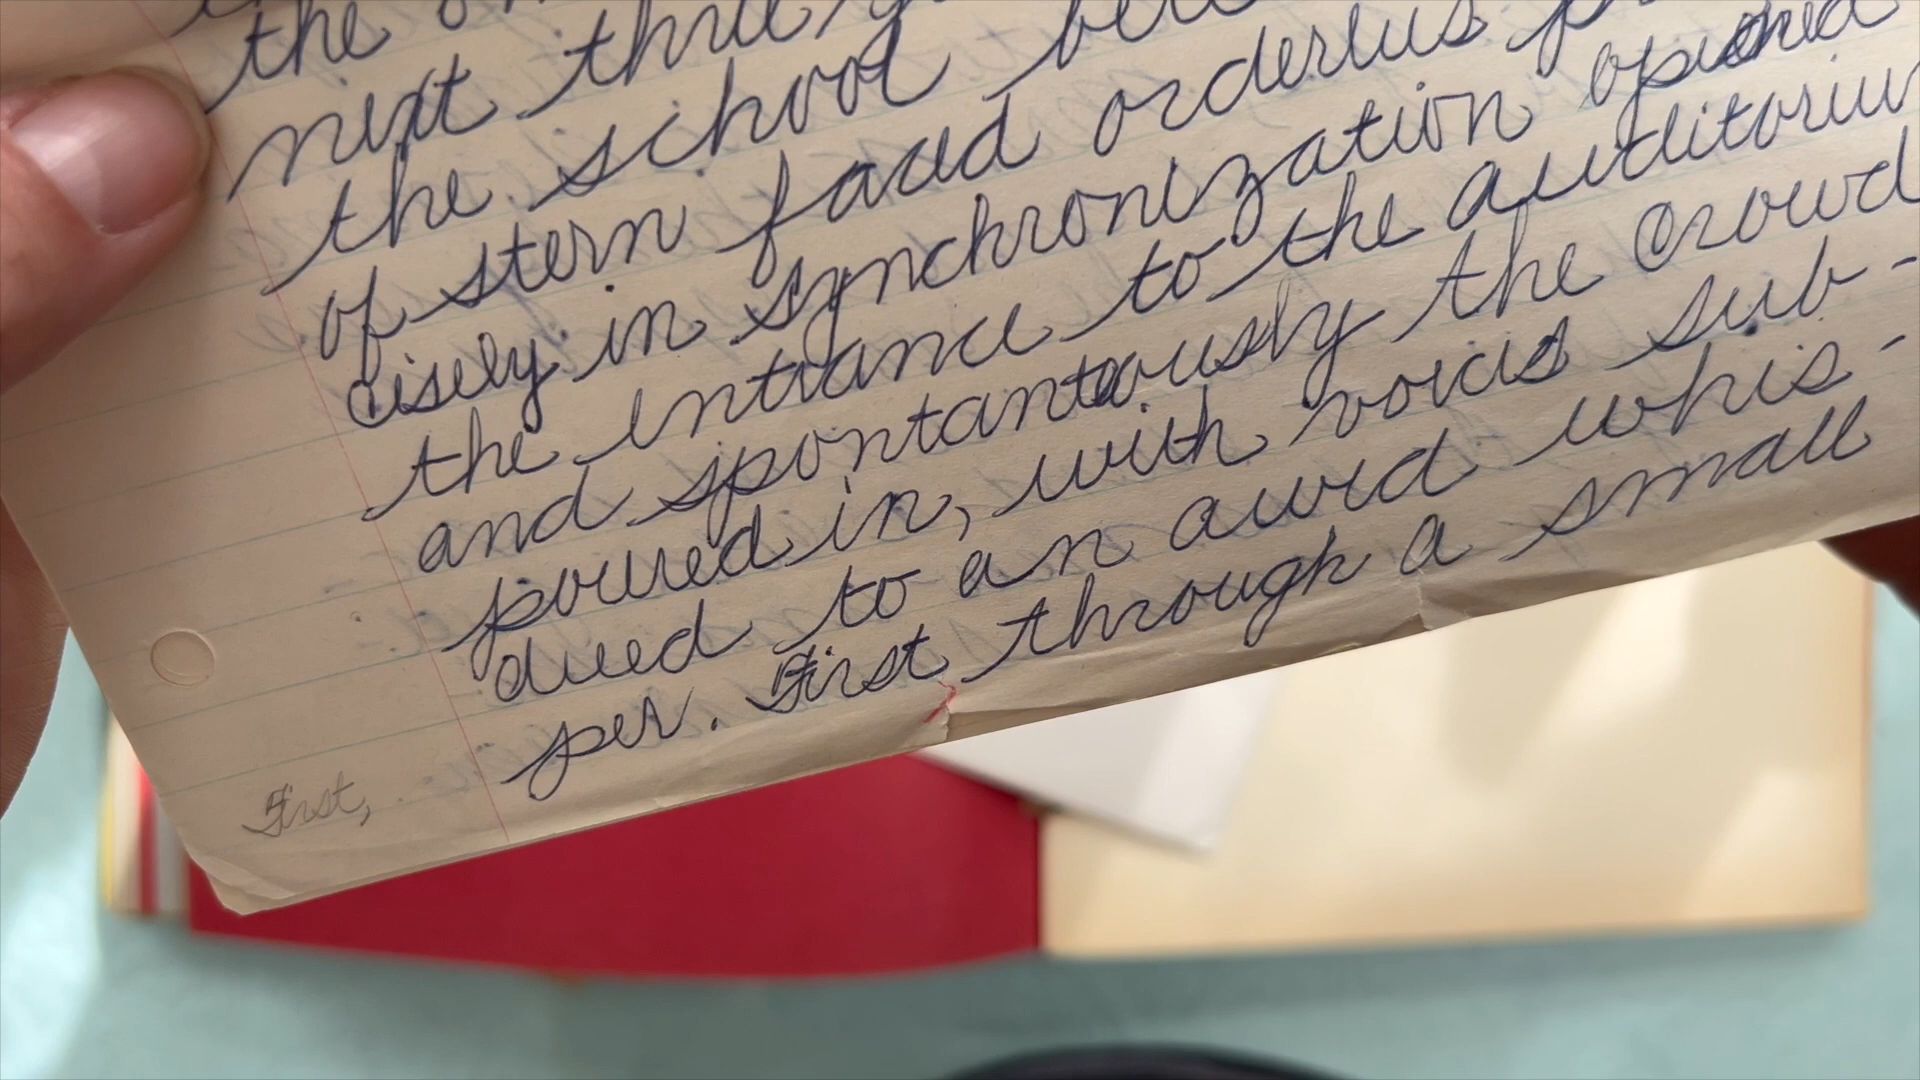 the
next three
the school
of stern faced orderlies
cisely in synchronization opened
the entrance to the auditorium
and spontaneously the crowd
poured in, with voices sub-
dued to an awed whis-
per. First through a small
First,